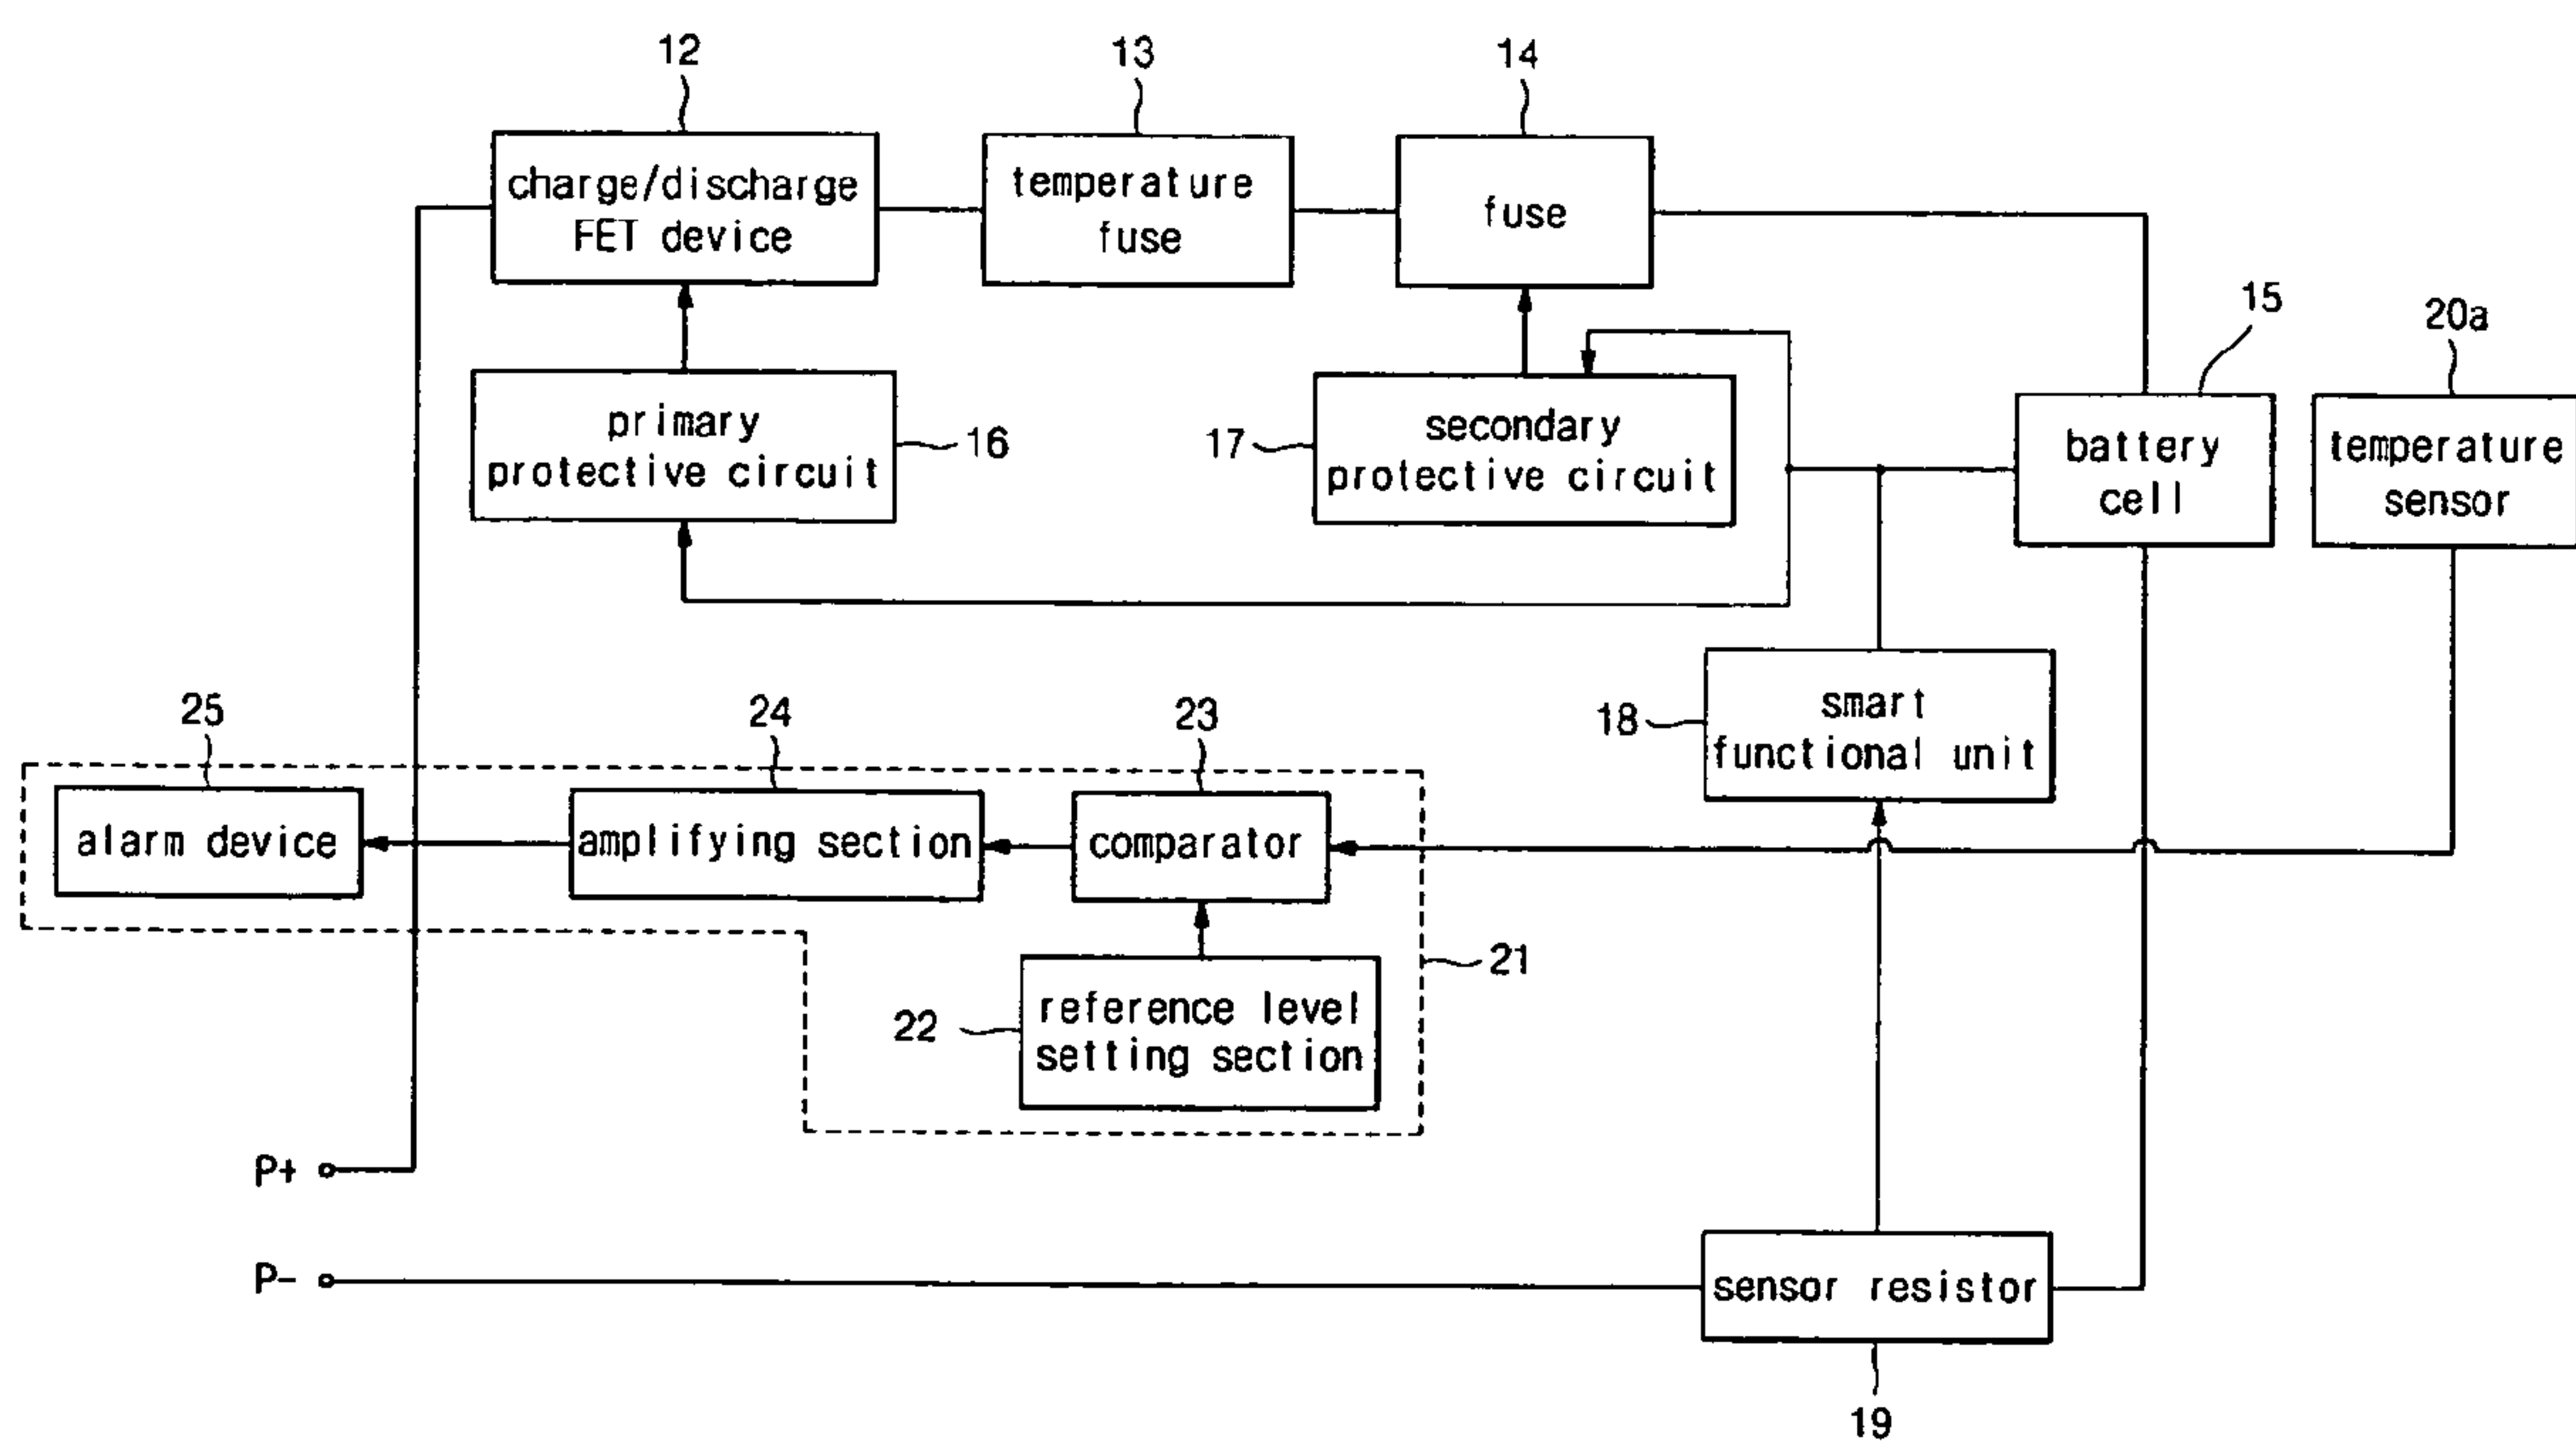 12
13
14
charge/discharge
FET device
temperature
fuse
fuse
15
20a
primary
protective circuit
16
17
secondary
protective circuit
battery
cell
temperature
sensor
18
smart
functional unit
25
24
23
alarm device
amplifying section
comparator
21
22
reference level
setting section
P+
P-
sensor resistor
19